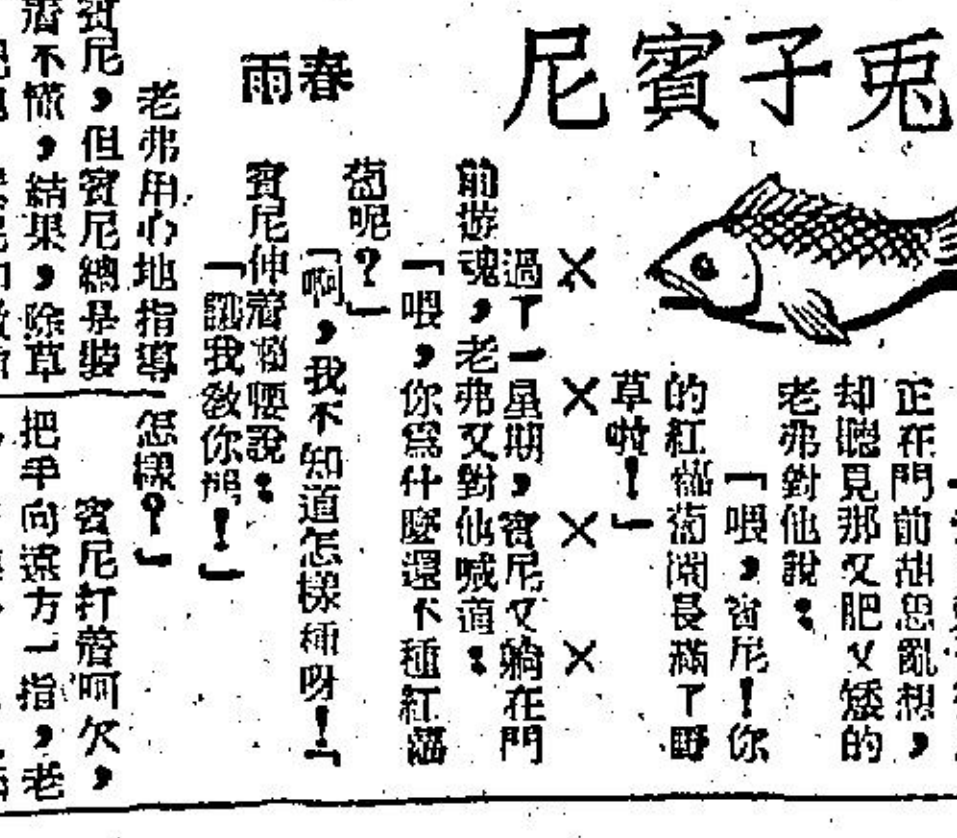 兎子賓尼
春雨
正在門前胡思亂想，
却聽見那又肥又矮的
老弗對他說：
「喂，賓尼！你
的紅蘿蔔園長滿了野
草啦！」
××××
過了一星期，賓尼又躺在門
前遊魂，老弗又對他喊道：
「喂，你爲什麼還不種紅蘿
蔔呢？」
「啊，我不知道怎樣種呀！」
賓尼伸着懶腰說：
「讓我敎你吧！」
老弗用心地指導
賓尼，但賓尼總是裝
着不懂，結果，除草
怎樣？」
賓尼打着呵欠，
把手向遠方一指，老